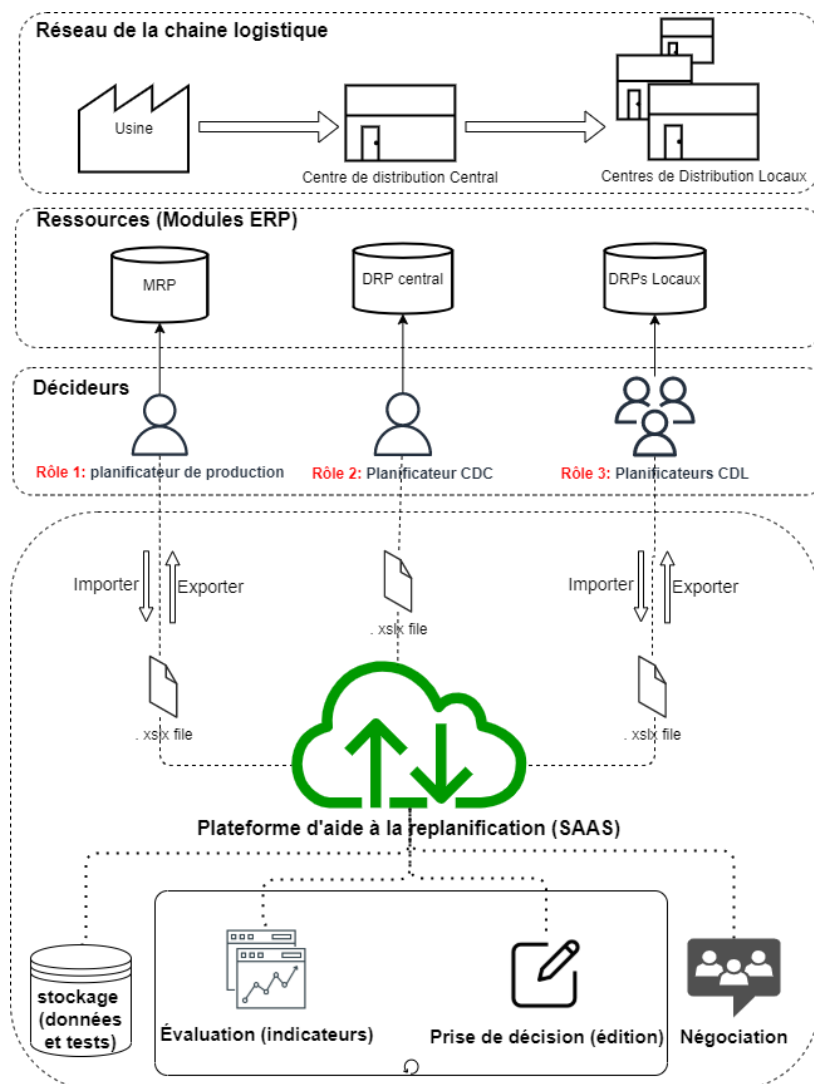 Réseau de la chaine logistique
Usine
Centre de distribution Central
Centres de Distribution Locaux
Ressources (Modules ERP)
MRP
DRP central
DRPs Locaux
Décideurs
Rôle 1: planificateur de production
Rôle 2: Planificateur CDC
Rôle 3: Planificateurs CDL
Importer
Exporter
. xslx file
Importer
Exporter
. xslx file
. xslx file
Plateforme d'aide à la replanification (SAAS)
stockage
(données
et tests)
Évaluation (indicateurs)
Prise de décision (édition)
Négociation